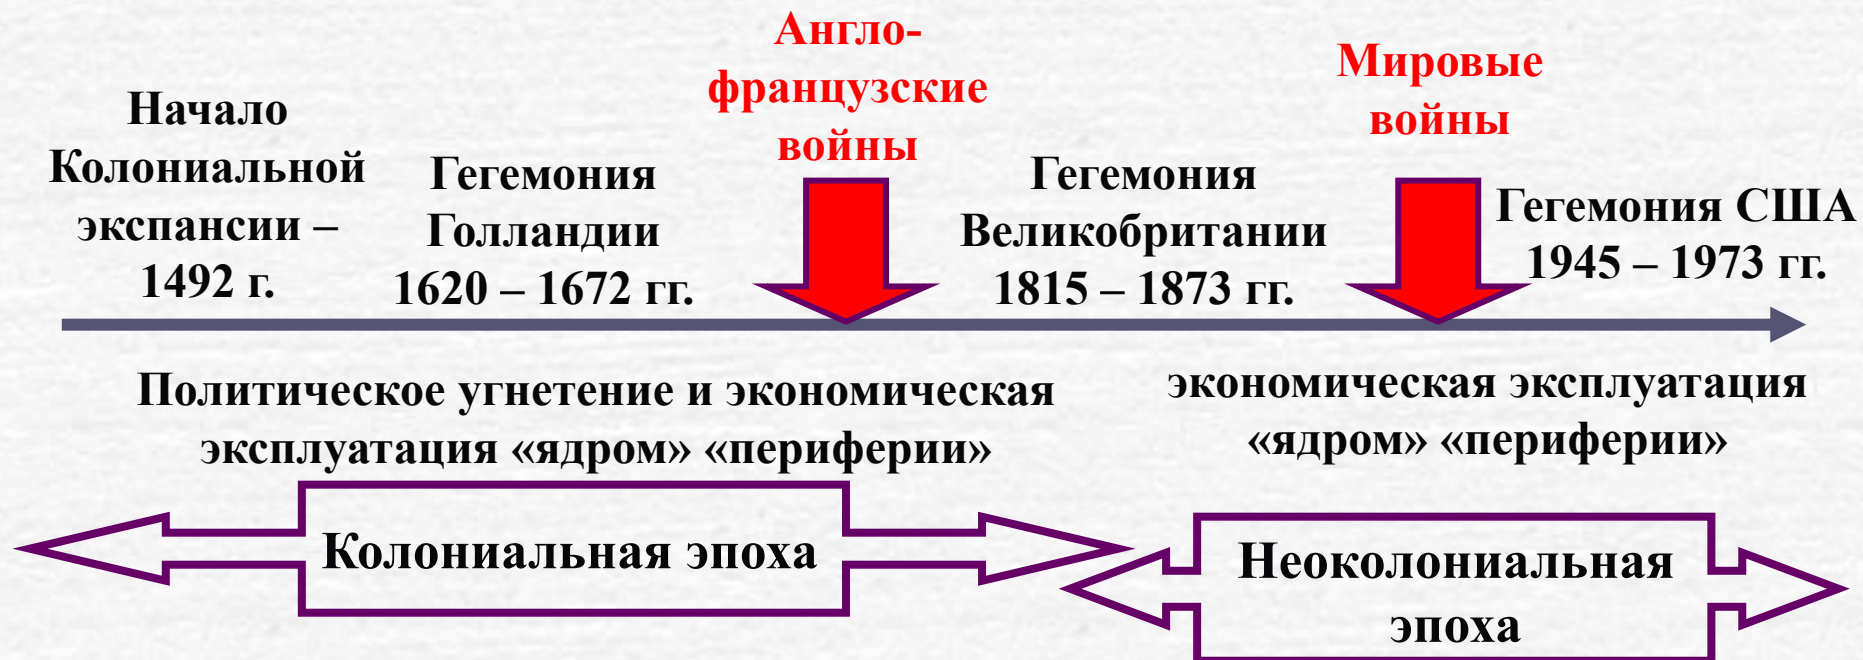 Начало
Колониальной
экспансии –
1492 г.
Гегемония
Голландии
1620 – 1672 гг.
Англо-
французские
войны
Гегемония
Великобритании
1815 – 1873 гг.
Мировые
войны
Гегемония США
1945 – 1973 гг.
Политическое угнетение и экономическая
эксплуатация «ядром» «периферии»
экономическая эксплуатация
«ядром» «периферии»
Колониальная эпоха
Неоколониальная
эпоха